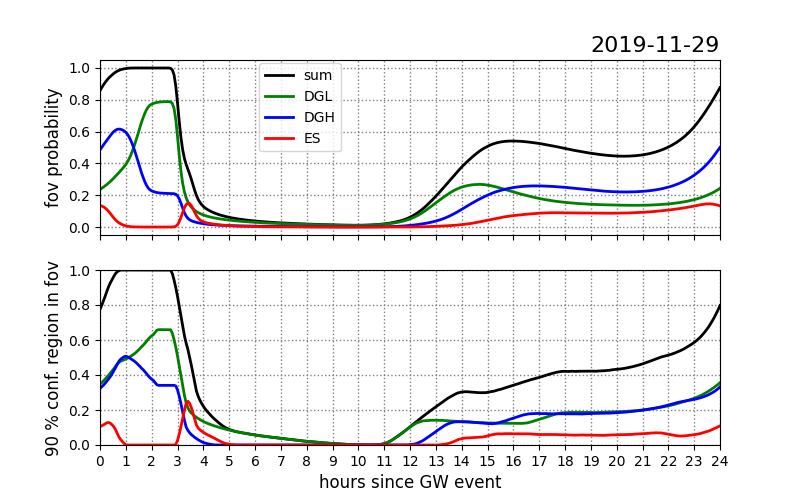 2019-11-29
fov probability
1.0
0.8
0.6
0.4
0.2
0.0
sum
DGL
DGH
ES
90 % conf. region in fov
1.0
0.8
0.6
0.4
0.2
0.0
0 1 2 3 4 5 6 7 8 9 10 11 12 13 14 15 16 17 18 19 20 21 22 23 24
hours since GW event